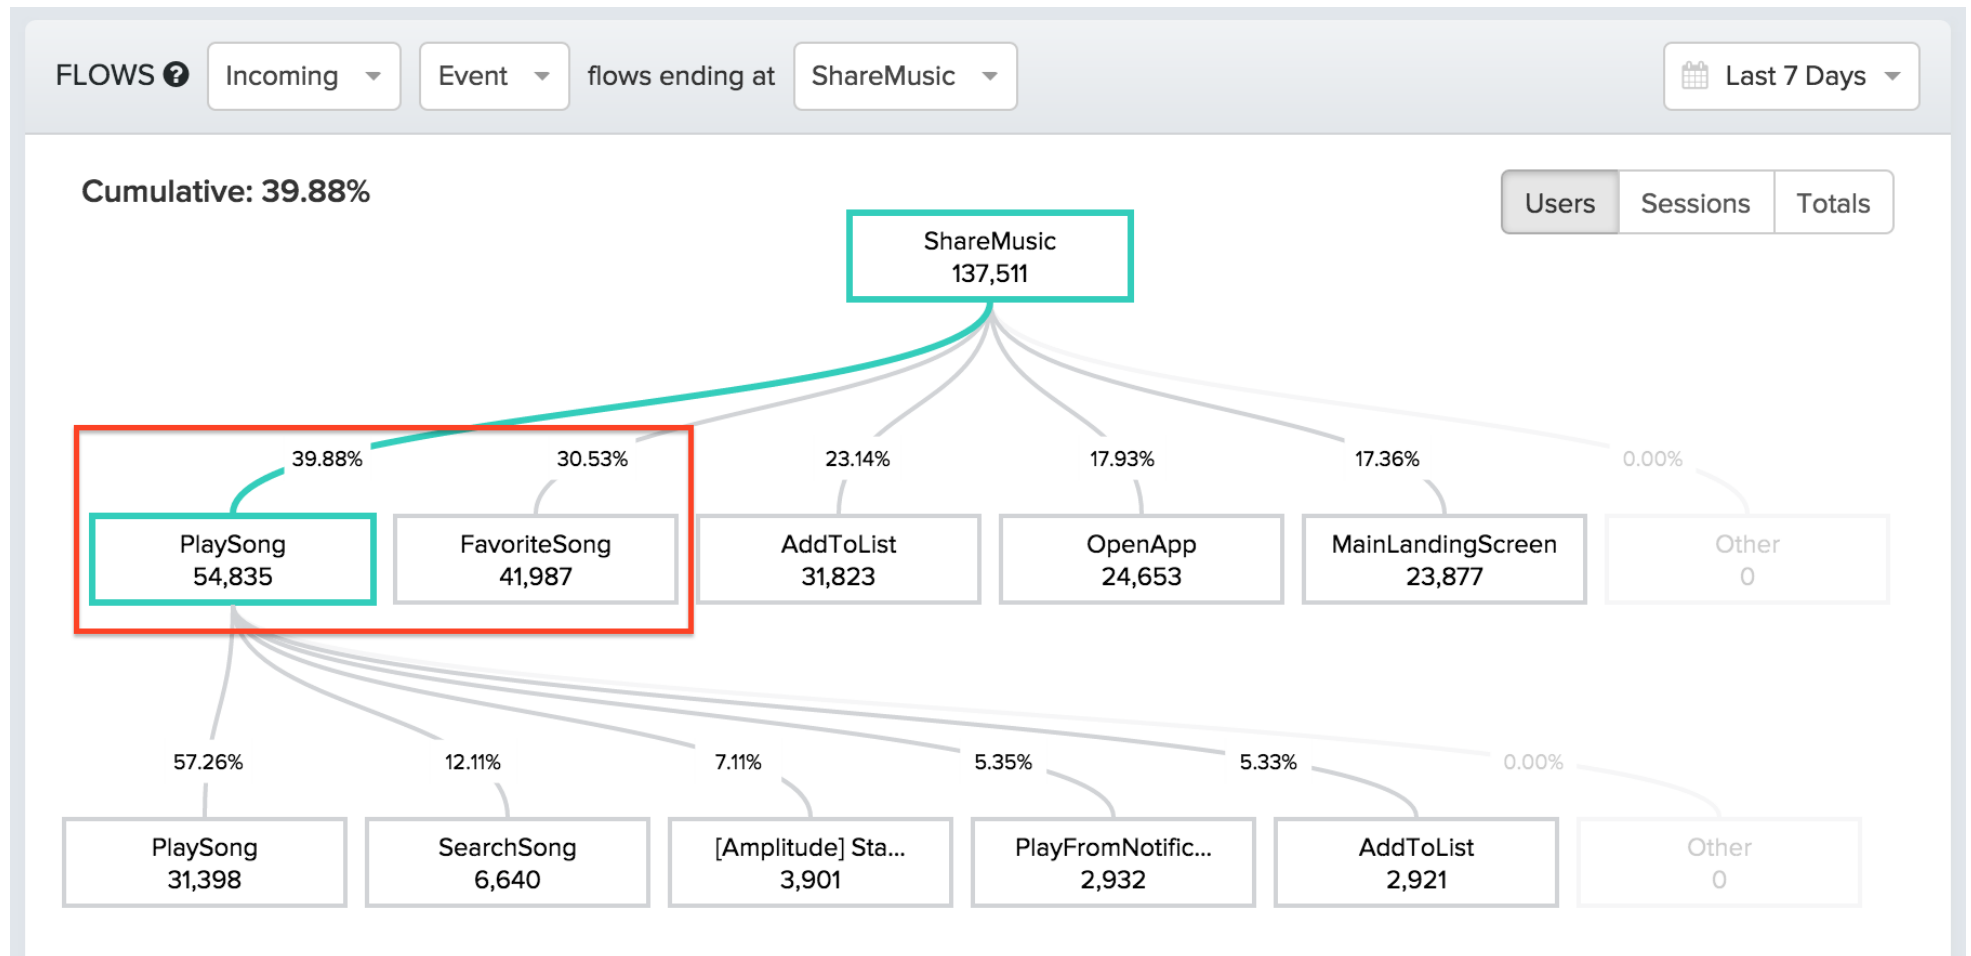 FLOWS ? Incoming Event flows ending at ShareMusic Last 7 Days
Cumulative: 39.88%
Users Sessions Totals
ShareMusic
137,511
39.88% 30.53% 23.14% 17.93% 17.36% 0.00%
PlaySong FavoriteSong AddToList OpenApp MainLandingScreen Other
54,835 41,987 31,823 24,653 23,877 0
57.26% 12.11% 7.11% 5.35% 5.33% 0.00%
PlaySong SearchSong [Amplitude] Sta... PlayFromNotific... AddToList Other
31,398 6,640 3,901 2,932 2,921 0